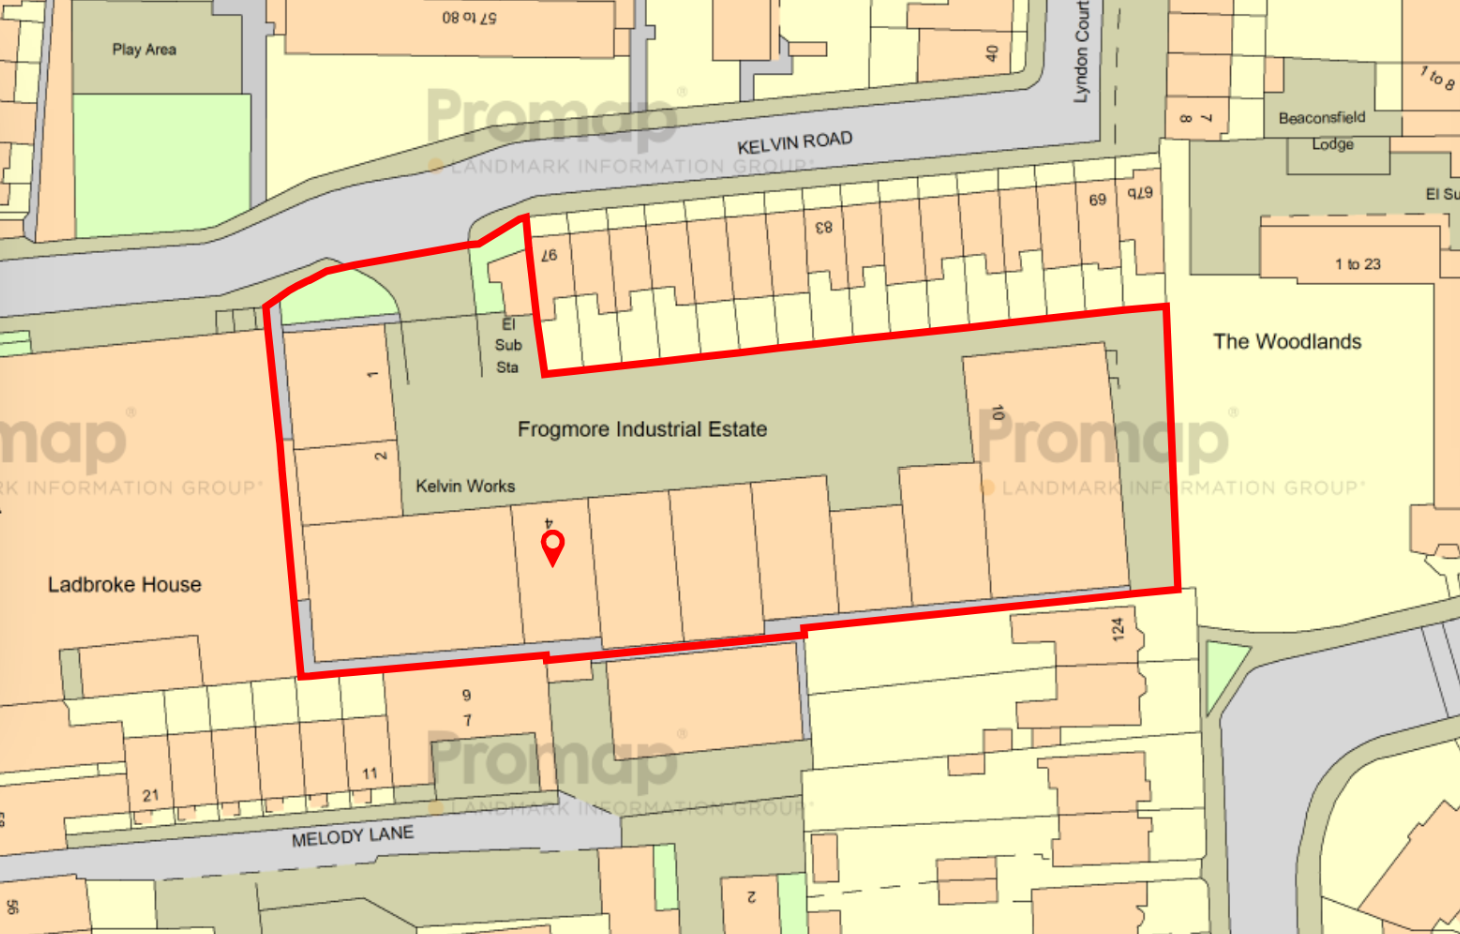 57 to 80
Play Area
40
Lyndon Court
1 to 8
Promap®
LANDMARK INFORMATION GROUP®
KELVIN ROAD
8
7
Beaconsfield
Lodge
El Su
97
83
69
67b
1 to 23
El
Sub
Sta
The Woodlands
1
2
10
map®
RK INFORMATION GROUP®
Frogmore Industrial Estate
Promap®
LANDMARK INFORMATION GROUP®
Kelvin Works
4
Ladbroke House
124
9
7
Promap®
LANDMARK INFORMATION GROUP®
11
21
MELODY LANE
56
2